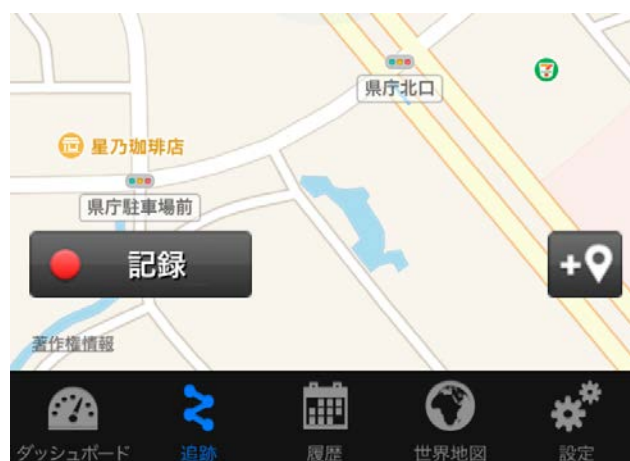 県庁北口
星乃珈琲店
県庁駐車場前
記録
著作権情報
ダッシュボード
追跡
履歴
世界地図
設定